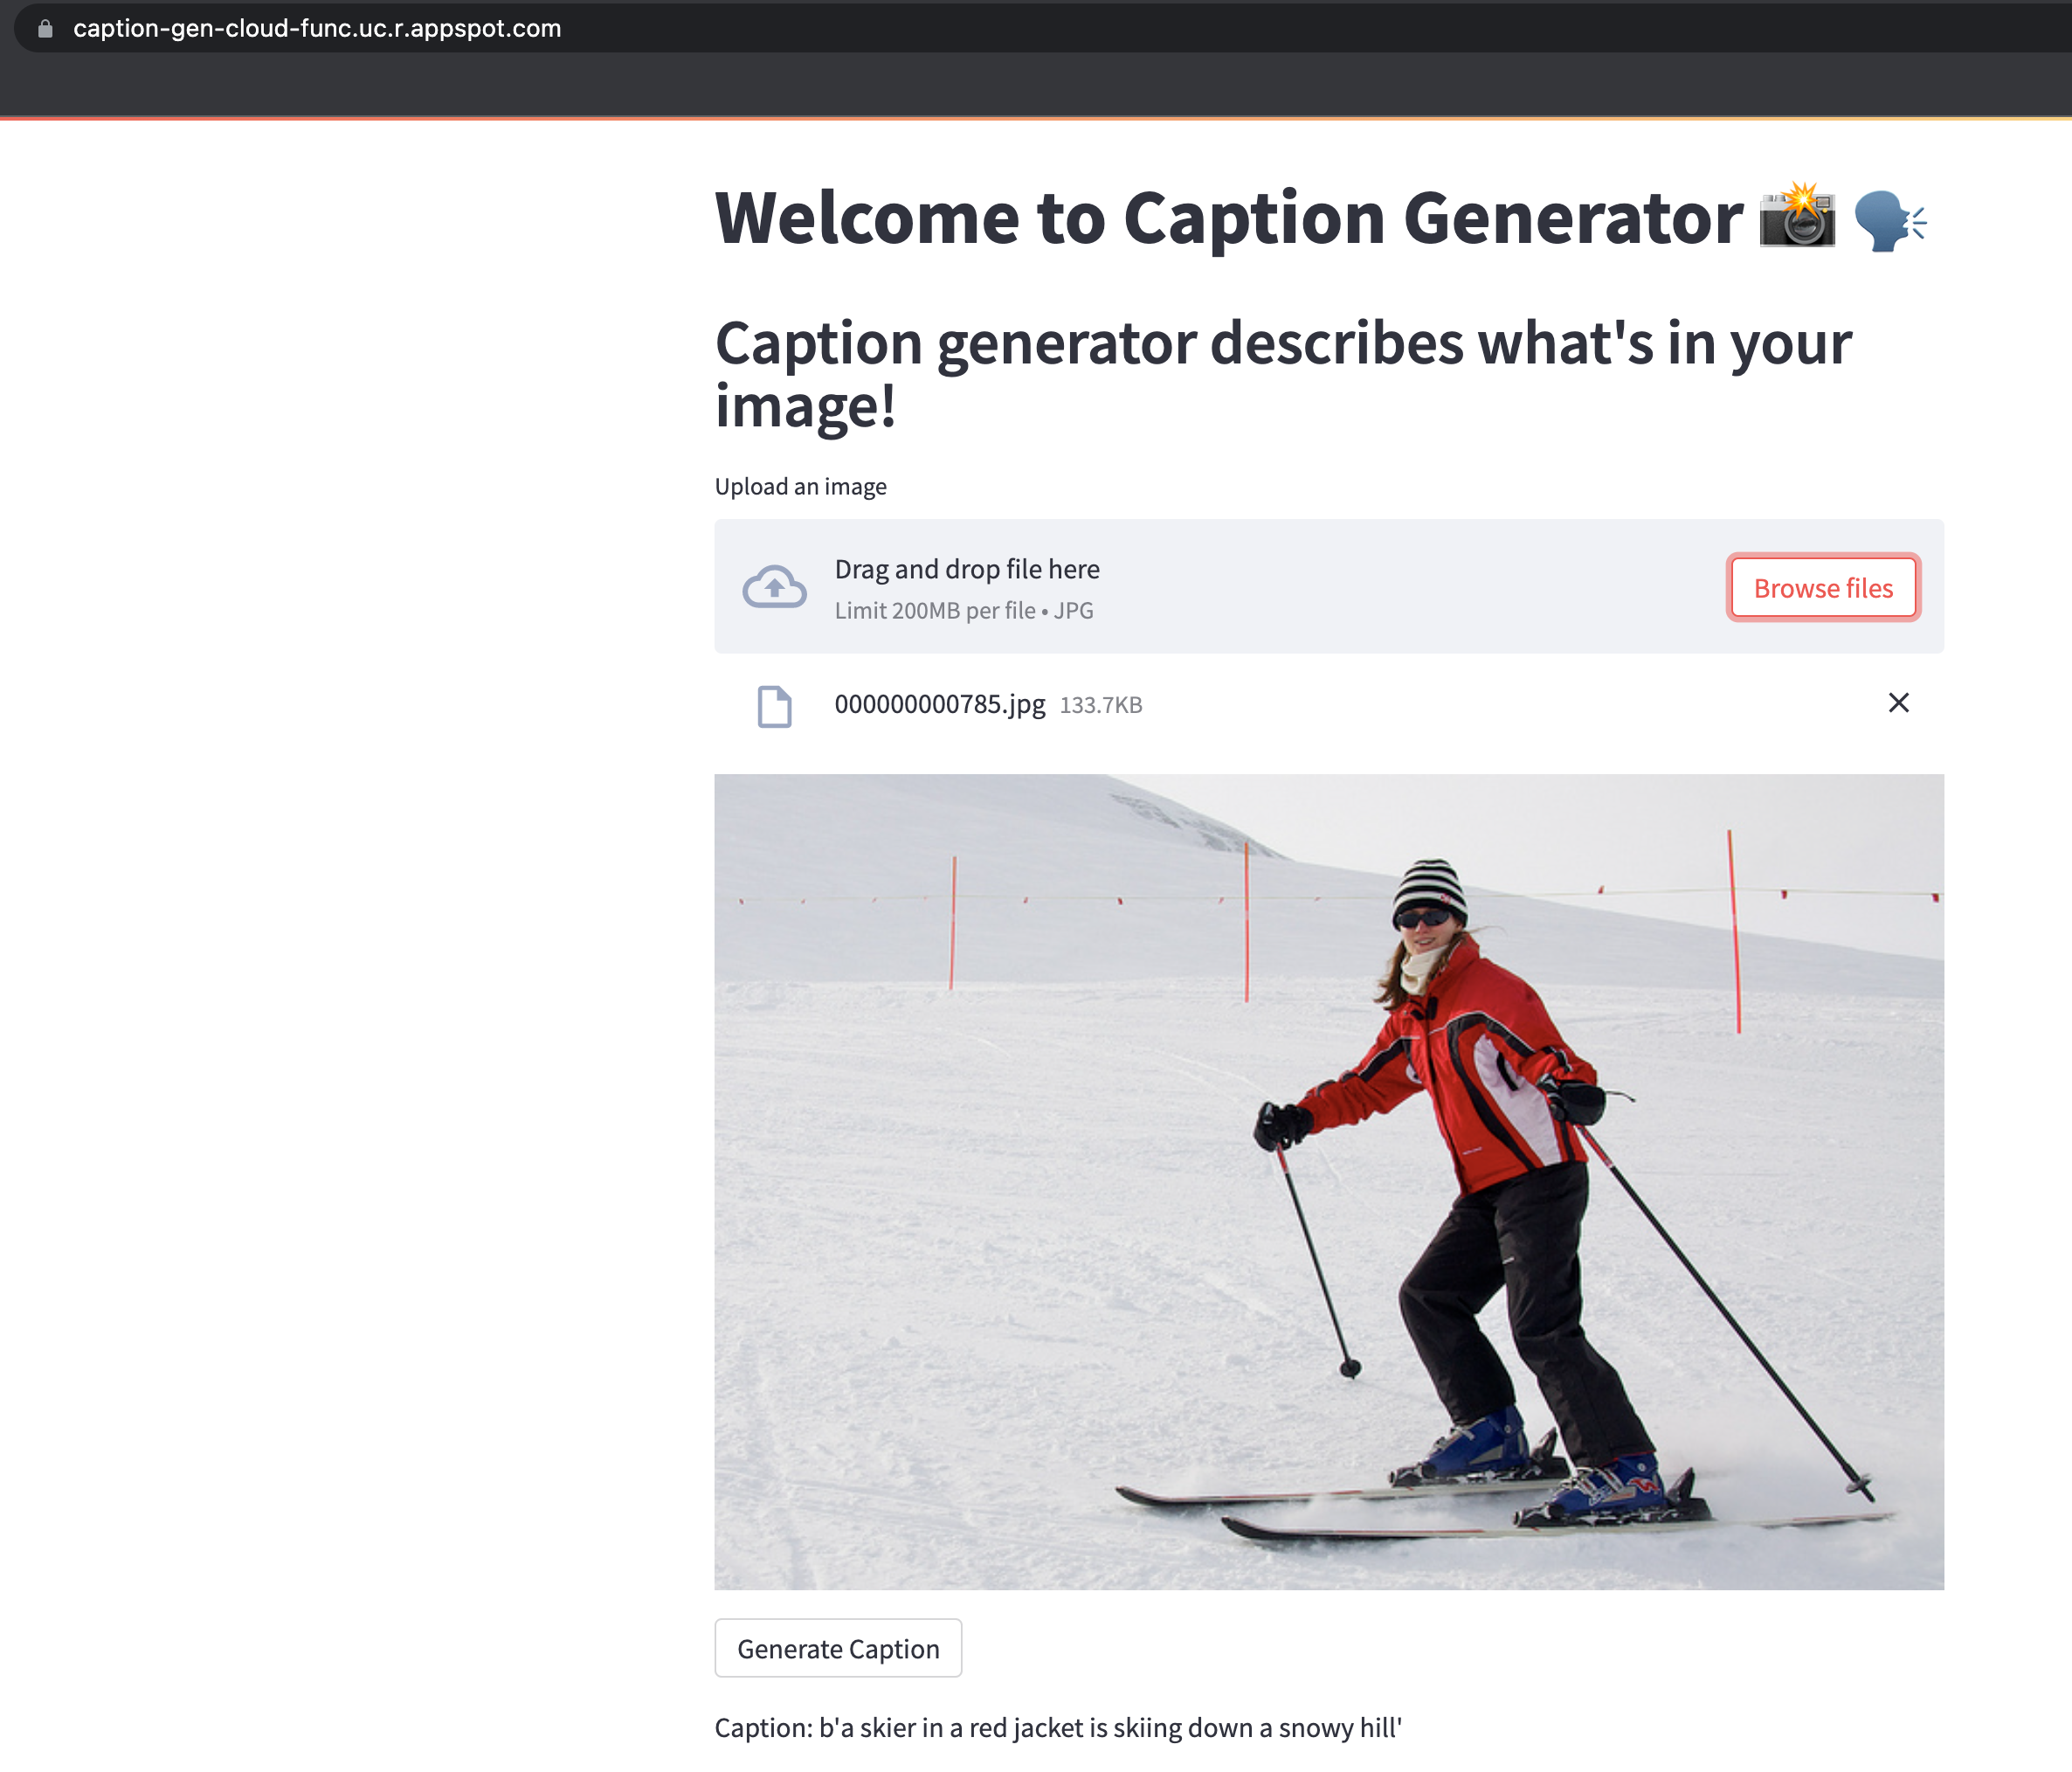 caption-gen-cloud-func.uc.r.appspot.com
Welcome to Caption Generator 📸 🗣️
Caption generator describes what's in your
image!
Upload an image
Drag and drop file here
Limit 200MB per file • JPG
Browse files
000000000785.jpg 133.7KB
Generate Caption
Caption: b'a skier in a red jacket is skiing down a snowy hill'